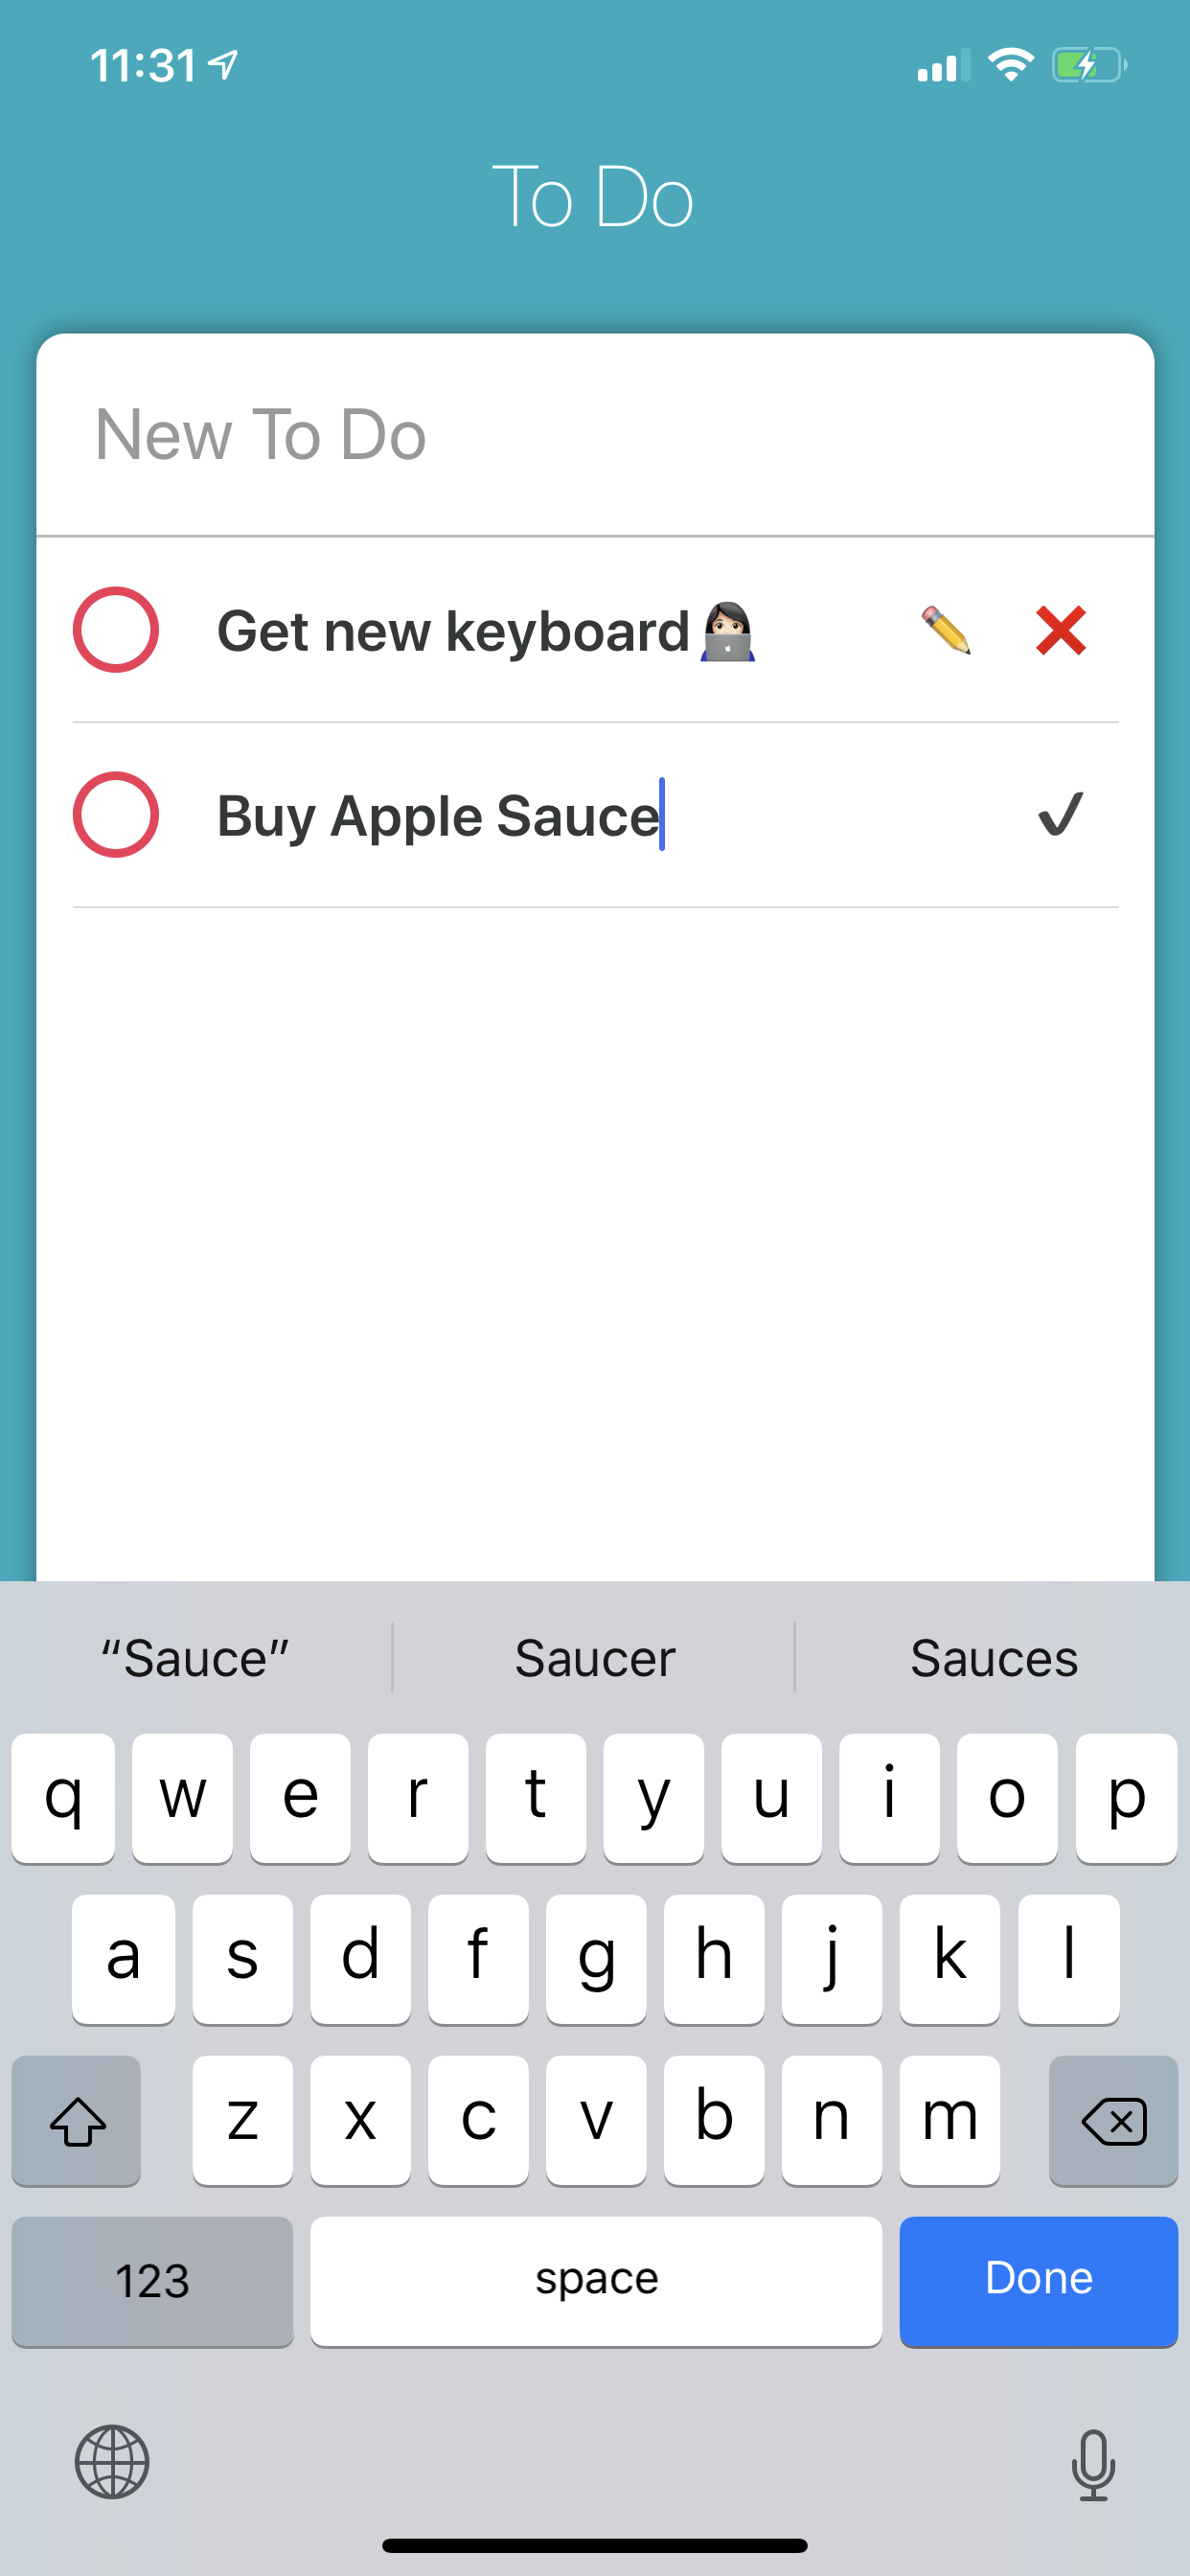 11:31
To Do
New To Do
Get new keyboard👩🏻‍💻 ✏️ ❌
Buy Apple Sauce ✔
“Sauce” Saucer Sauces
q w e r t y u i o p
a s d f g h j k l
z x c v b n m
123 space Done